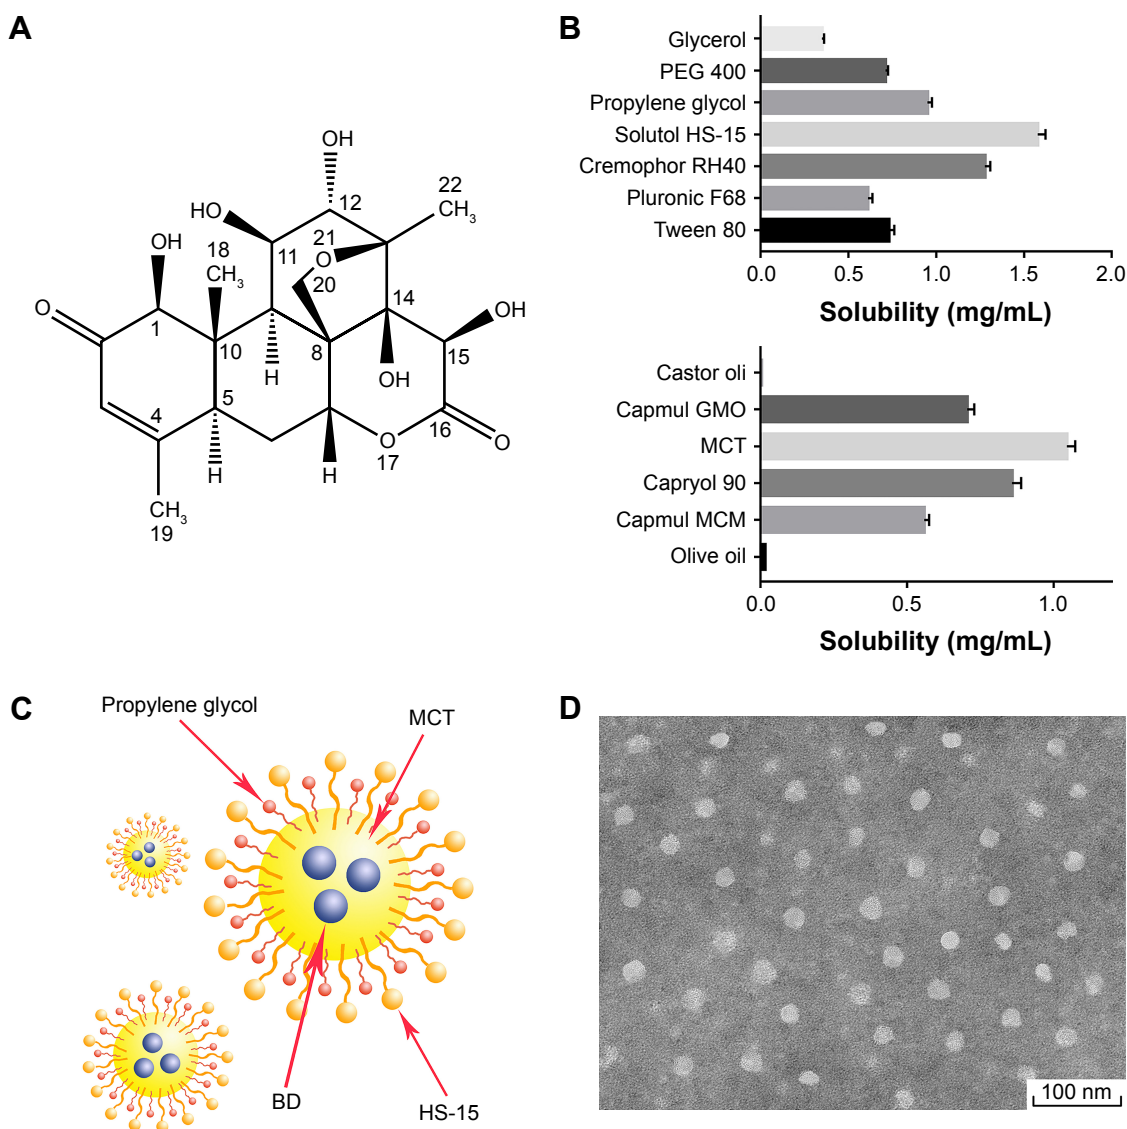 A
OH
12
22
CH3
HO
11
21
O
20
OH
18
CH3
O
1
10
8
14
OH
15
OH
H
4
5
16
O
O
17
H
H
CH3
19
B
Glycerol
PEG 400
Propylene glycol
Solutol HS-15
Cremophor RH40
Pluronic F68
Tween 80
0.0 0.5 1.0 1.5 2.0
Solubility (mg/mL)
Castor oli
Capmul GMO
MCT
Capryol 90
Capmul MCM
Olive oil
0.0 0.5 1.0
Solubility (mg/mL)
C
Propylene glycol
MCT
BD
HS-15
D
100 nm